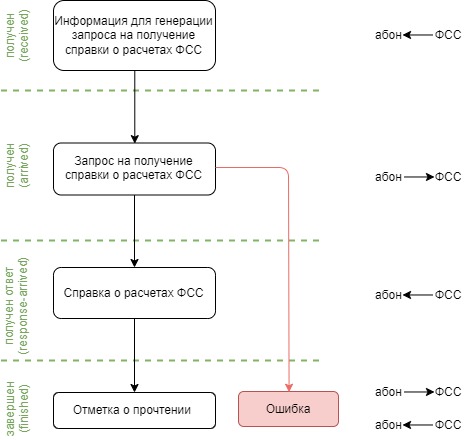 получен
(received)
Информация для генерации
запроса на получение
справки о расчетах ФСС
абон ФСС
получен
(arrived)
Запрос на получение
справки о расчетах ФСС
абон ФСС
получен ответ
(response-arrived)
Справка о расчетах ФСС
абон ФСС
завершен
(finished)
Отметка о прочтении
Ошибка
абон ФСС
абон ФСС